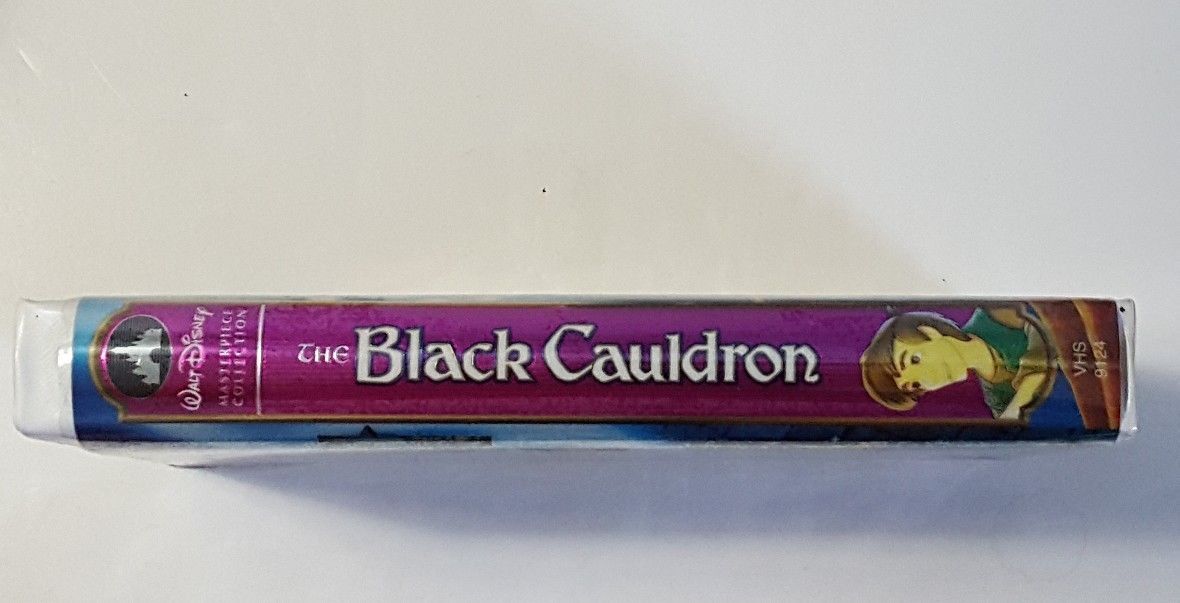 WALT DISNEY
MASTERPIECE
COLLECTION
THE Black Cauldron
VHS
9124